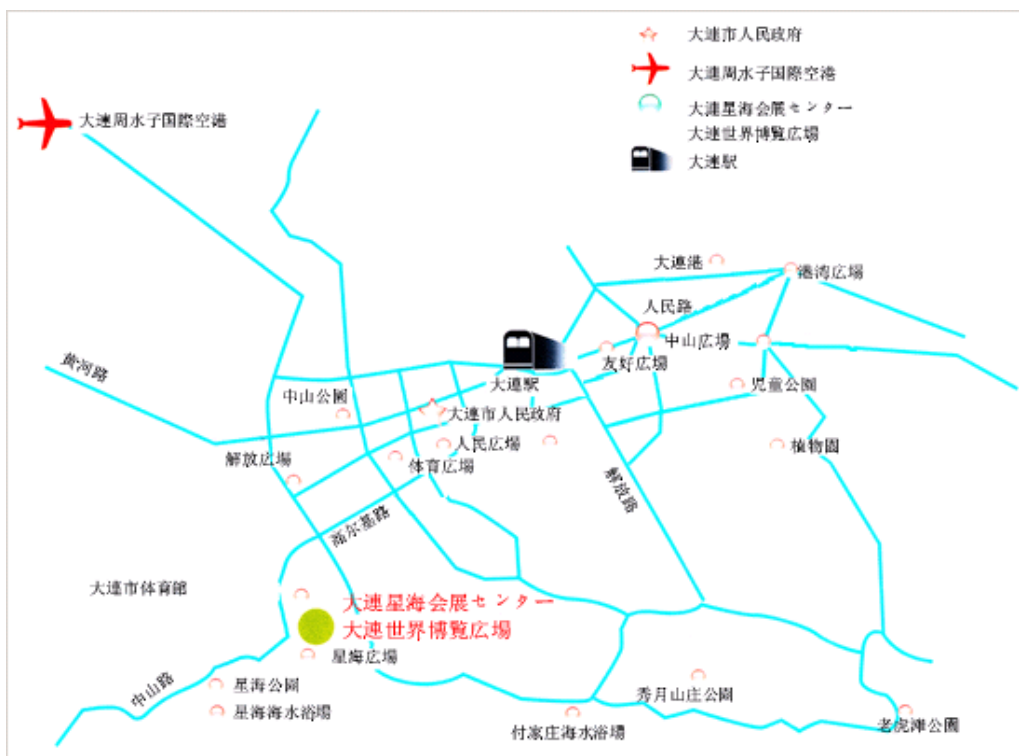 大連市人民政府
大連周水子国際空港
大連星海会展センター
大連世界博覧広場
大連駅
大連周水子国際空港
大連港
港湾広場
人民路
中山広場
友好広場
黄河路
大連駅
児童公園
中山公園
大連市人民政府
人民広場
植物園
解放広場
体育広場
解放路
尔基路
大連市体育館
大連星海会展センター
大連世界博覧広場
星海広場
中山路
星海公園
秀月山庄公園
星海海水浴場
付家庄海水浴場
老虎滩公園